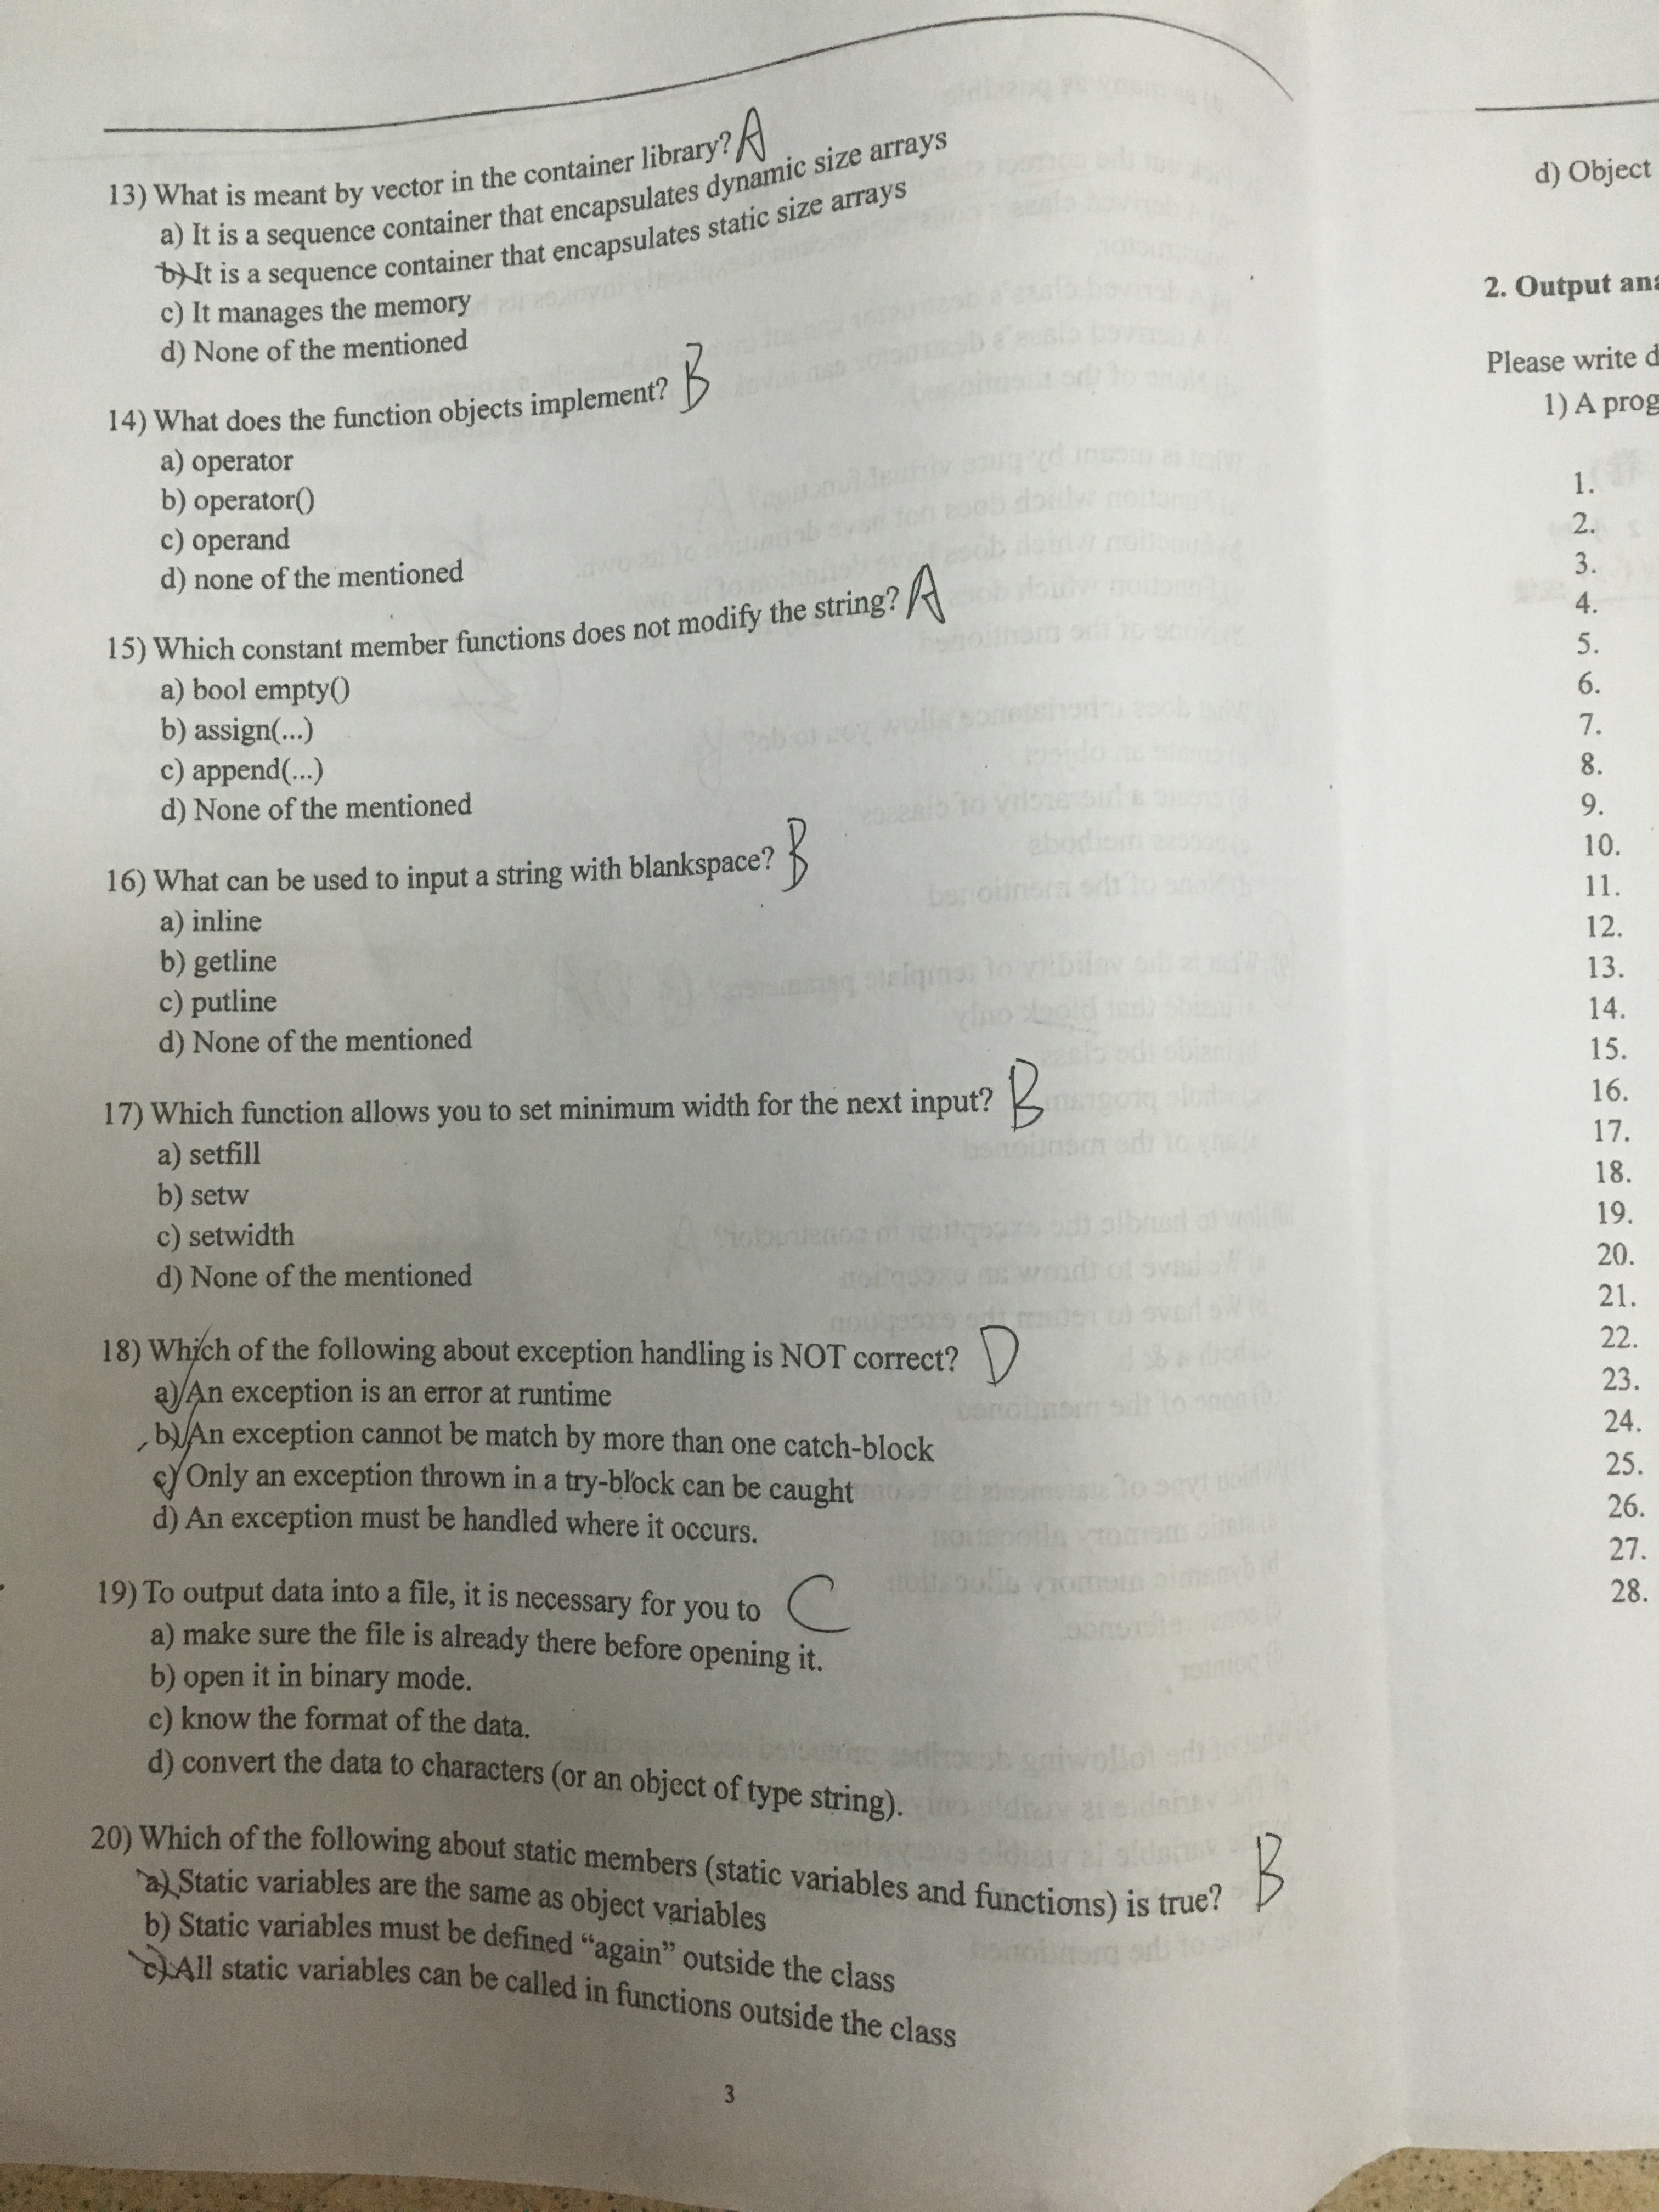 13) What is meant by vector in the container library? A
a) It is a sequence container that encapsulates dynamic size arrays
b) It is a sequence container that encapsulates static size arrays
c) It manages the memory
d) None of the mentioned
14) What does the function objects implement? B
a) operator
b) operator()
c) operand
d) none of the mentioned
15) Which constant member functions does not modify the string? A
a) bool empty()
b) assign(...)
c) append(...)
d) None of the mentioned
16) What can be used to input a string with blankspace? B
a) inline
b) getline
c) putline
d) None of the mentioned
17) Which function allows you to set minimum width for the next input? B
a) setfill
b) setw
c) setwidth
d) None of the mentioned
18) Which of the following about exception handling is NOT correct? D
a) An exception is an error at runtime
b) An exception cannot be match by more than one catch-block
c) Only an exception thrown in a try-block can be caught
d) An exception must be handled where it occurs.
19) To output data into a file, it is necessary for you to C
a) make sure the file is already there before opening it.
b) open it in binary mode.
c) know the format of the data.
d) convert the data to characters (or an object of type string).
20) Which of the following about static members (static variables and functions) is true? B
a) Static variables are the same as object variables
b) Static variables must be defined “again” outside the class
c) All static variables can be called in functions outside the class
3
d) Object
2. Output
Please write
1) A
1.
2.
3.
4.
5.
6.
7.
8.
9.
10.
11.
12.
13.
14.
15.
16.
17.
18.
19.
20.
21.
22.
23.
24.
25.
26.
27.
28.